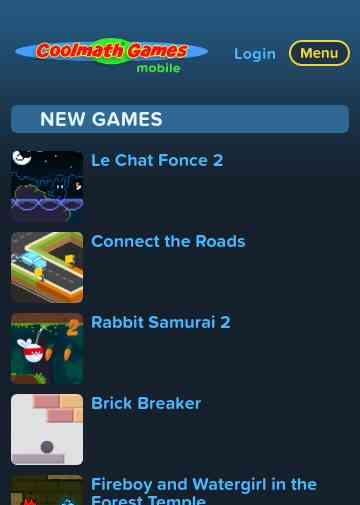 Coolmath Games
mobile
Login
Menu
NEW GAMES
Le Chat Fonce 2
Connect the Roads
Rabbit Samurai 2
2
Brick Breaker
Fireboy and Watergirl in the
Forest Temple